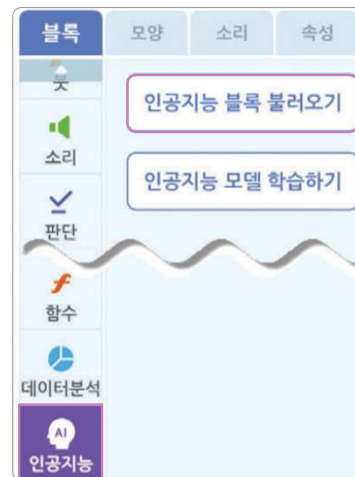 블록 모양 소리 속성
붓
인공지능 블록 불러오기
소리
인공지능 모델 학습하기
판단
함수
데이터분석
AI
인공지능